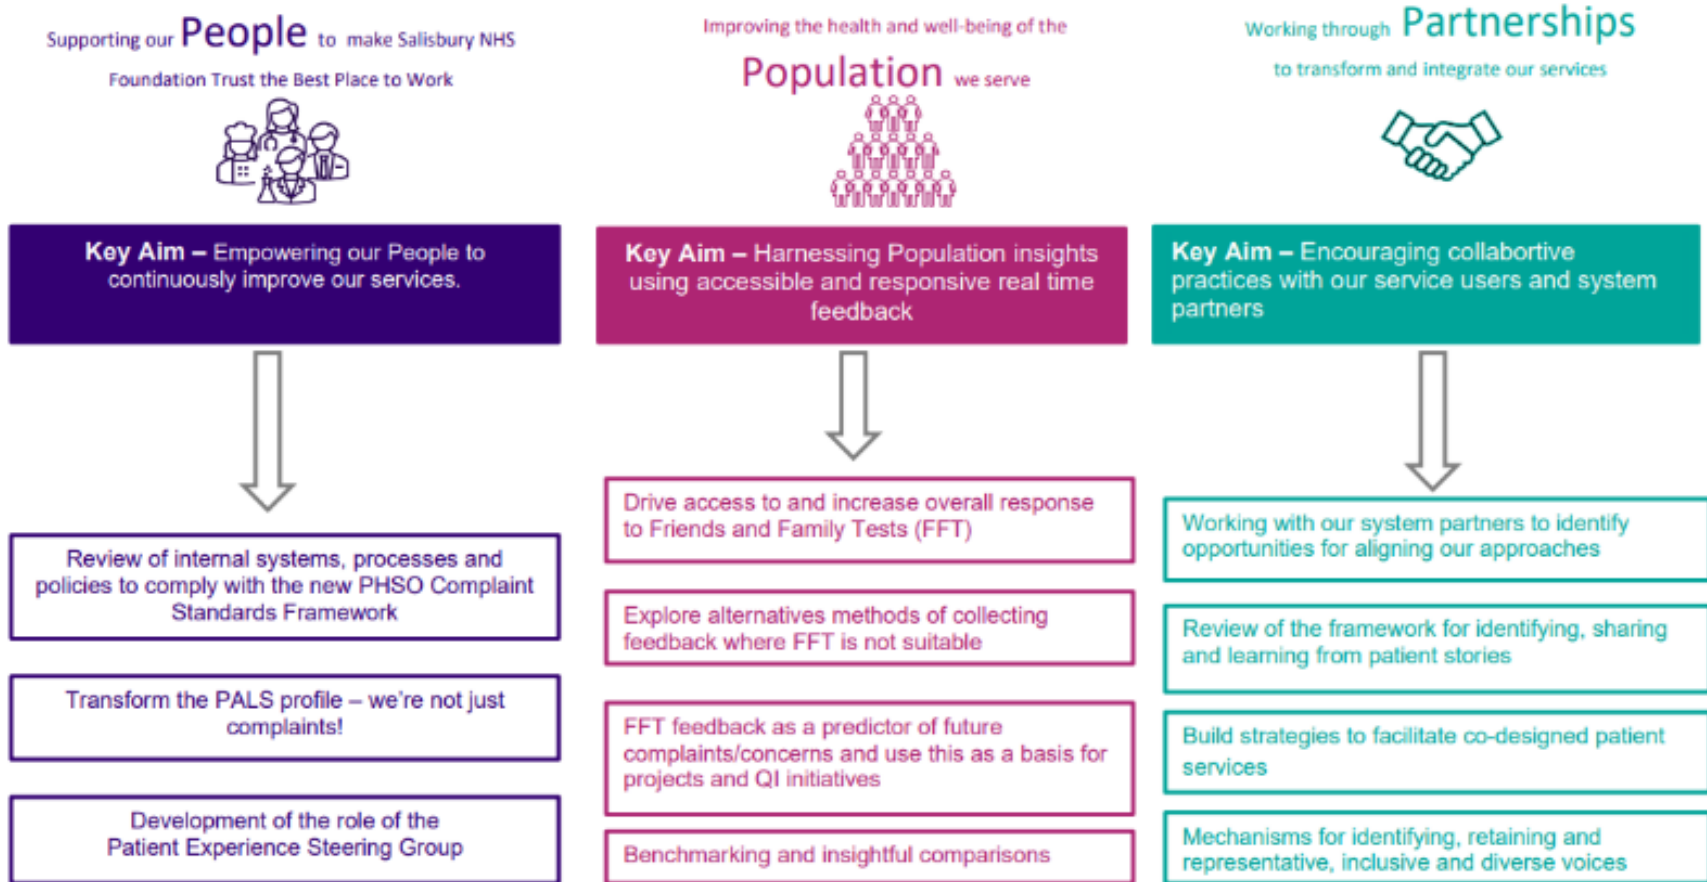 Supporting our People to make Salisbury NHS
Foundation Trust the Best Place to Work
Key Aim – Empowering our People to
continuously improve our services.
Review of internal systems, processes and
policies to comply with the new PHSO Complaint
Standards Framework
Transform the PALS profile – we're not just
complaints!
Development of the role of the
Patient Experience Steering Group
Improving the health and well-being of the
Population we serve
Key Aim – Harnessing Population insights
using accessible and responsive real time
feedback
Drive access to and increase overall response
to Friends and Family Tests (FFT)
Explore alternatives methods of collecting
feedback where FFT is not suitable
FFT feedback as a predictor of future
complaints/concerns and use this as a basis for
projects and QI initiatives
Benchmarking and insightful comparisons
Working through Partnerships
to transform and integrate our services
Key Aim – Encouraging collabortive
practices with our service users and system
partners
Working with our system partners to identify
opportunities for aligning our approaches
Review of the framework for identifying, sharing
and learning from patient stories
Build strategies to facilitate co-designed patient
services
Mechanisms for identifying, retaining and
representative, inclusive and diverse voices